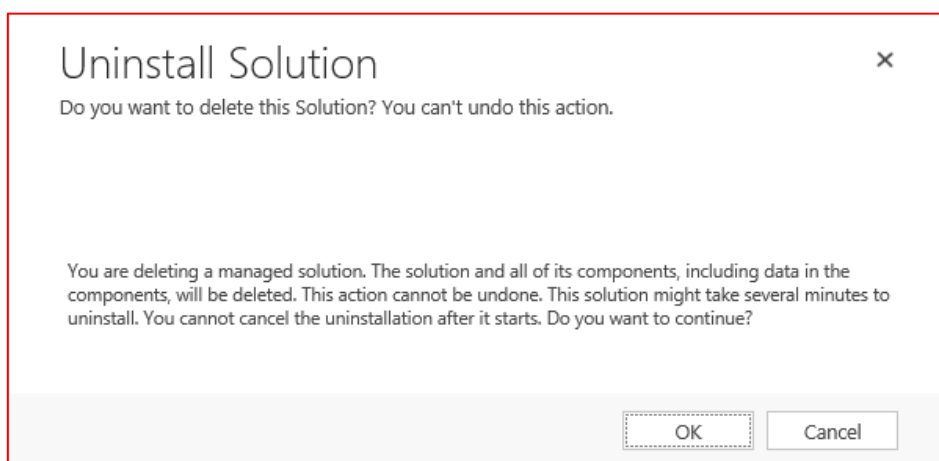 Uninstall Solution
Do you want to delete this Solution? You can't undo this action.
You are deleting a managed solution. The solution and all of its components, including data in the
components, will be deleted. This action cannot be undone. This solution might take several minutes to
uninstall. You cannot cancel the uninstallation after it starts. Do you want to continue?
OK Cancel